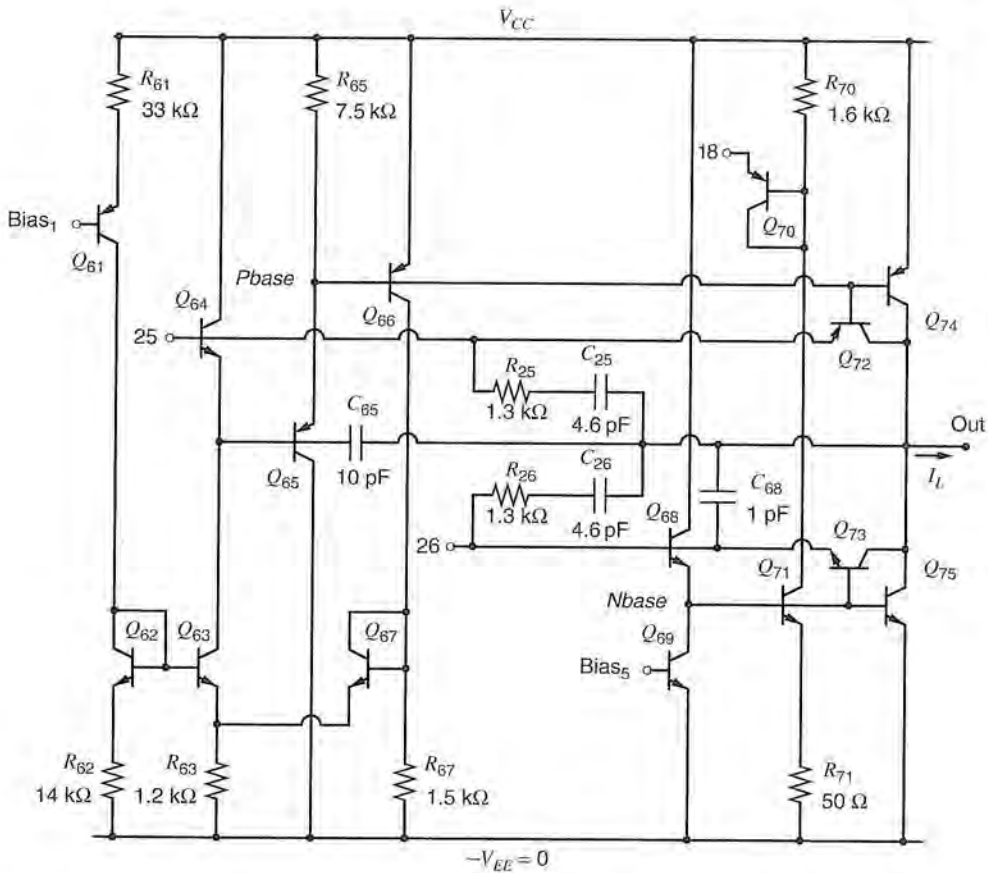 V_CC
R_61
33 kΩ
R_65
7.5 kΩ
R_70
1.6 kΩ
18
Bias_1
Q_61
Q_70
Pbase
Q_64
Q_66
Q_74
25
Q_72
R_25
1.3 kΩ
C_25
4.6 pF
C_65
10 pF
Out
I_L
Q_65
R_26
1.3 kΩ
C_26
4.6 pF
Q_68
C_68
1 pF
Q_73
26
Q_71
Q_75
Nbase
Q_62
Q_63
Q_67
Q_69
Bias_5
R_62
14 kΩ
R_63
1.2 kΩ
R_67
1.5 kΩ
R_71
50 Ω
−V_EE = 0